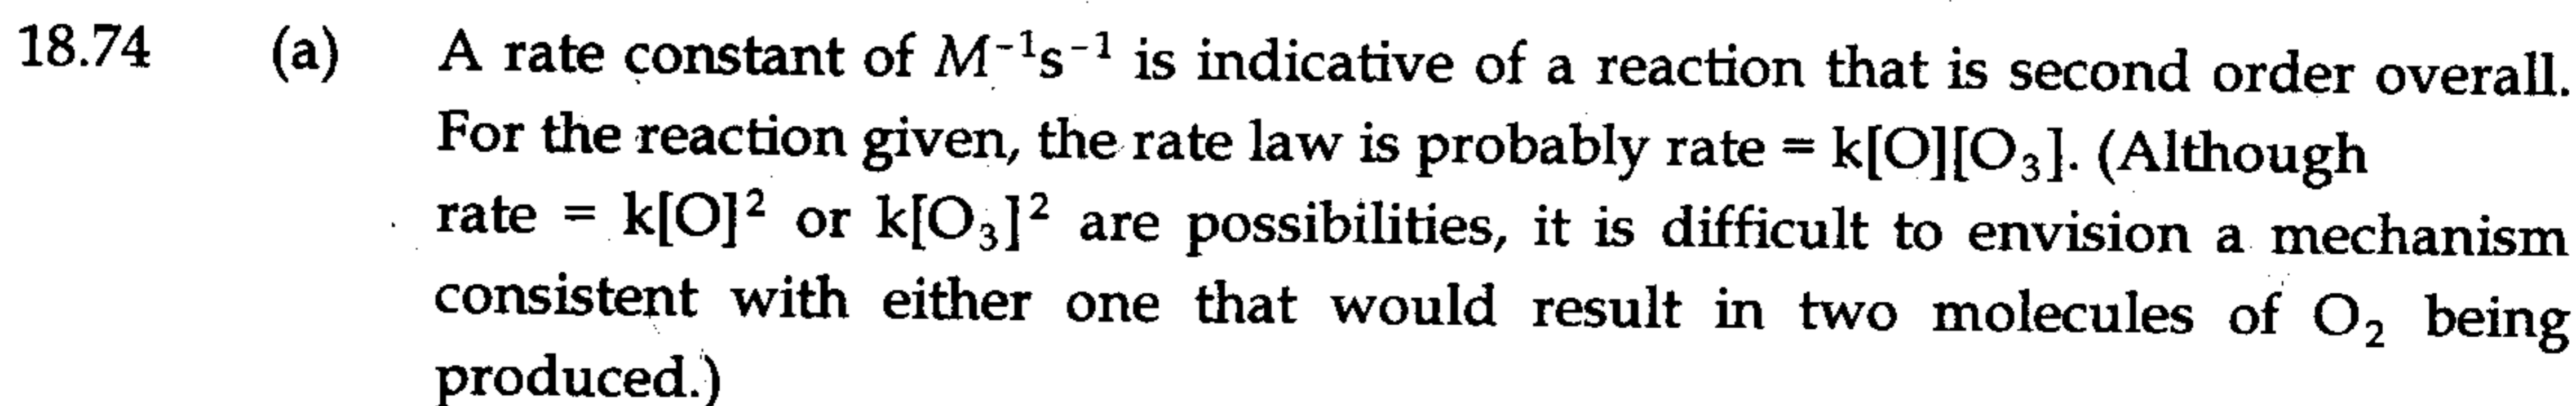 18.74 (a) A rate constant of M⁻¹s⁻¹ is indicative of a reaction that is second order overall.
For the reaction given, the rate law is probably rate = k[O][O₃]. (Although
rate = k[O]² or k[O₃]² are possibilities, it is difficult to envision a mechanism
consistent with either one that would result in two molecules of O₂ being
produced.)